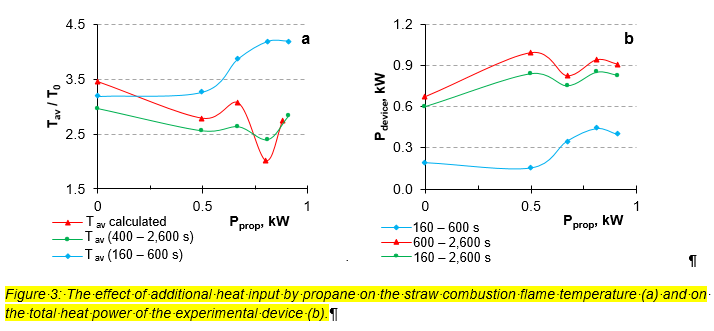 4.5
3.5
2.5
1.5
T av / T0
a
0
0.5
1
Pprop, kW
T av calculated
T av (400 – 2,600 s)
T av (160 – 600 s)
1.2
0.9
0.6
0.3
0.0
P device, kW
b
0
0.5
1
Pprop, kW
160 – 600 s
600 – 2,600 s
160 – 2,600 s
¶
Figure 3: The effect of additional heat input by propane on the straw combustion flame temperature (a) and on
the total heat power of the experimental device (b).¶